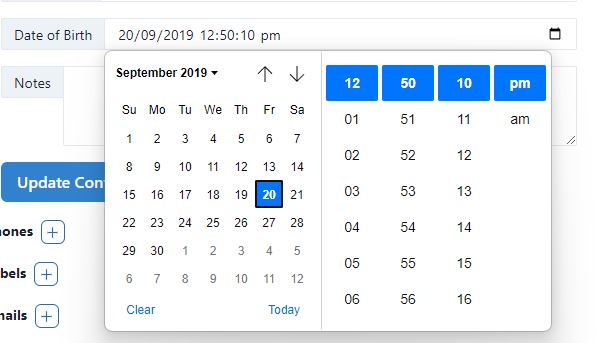 Date of Birth 20/09/2019 12:50:10 pm
September 2019
Notes
Su Mo Tu We Th Fr Sa
1 2 3 4 5 6 7
8 9 10 11 12 13 14
15 16 17 18 19 20 21
22 23 24 25 26 27 28
29 30 1 2 3 4 5
6 7 8 9 10 11 12
Clear Today
12 50 10 pm
01 51 11 am
02 52 12
03 53 13
04 54 14
05 55 15
06 56 16
Update Con
ones
bels
nails